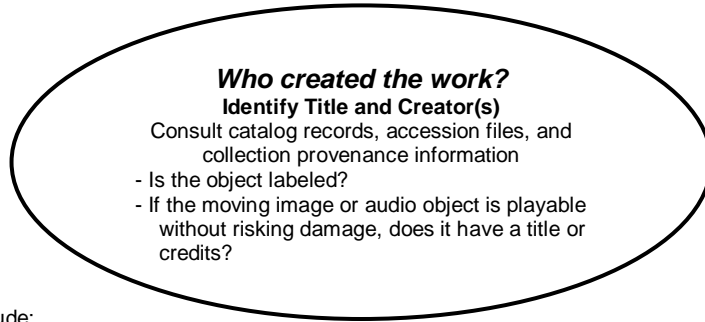 Who created the work?
Identify Title and Creator(s)
Consult catalog records, accession files, and
collection provenance information
- Is the object labeled?
- If the moving image or audio object is playable
without risking damage, does it have a title or
credits?
ude: